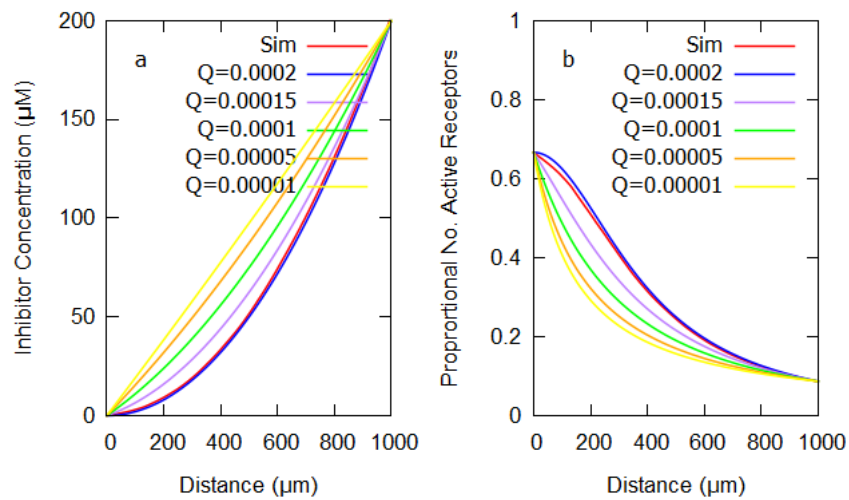 Inhibitor Concentration (µM)
200
150
100
50
0
a
Sim
Q=0.0002
Q=0.00015
Q=0.0001
Q=0.00005
Q=0.00001
0 200 400 600 800 1000
Distance (µm)
Proportional No. Active Receptors
1
0.8
0.6
0.4
0.2
0
b
Sim
Q=0.0002
Q=0.00015
Q=0.0001
Q=0.00005
Q=0.00001
0 200 400 600 800 1000
Distance (µm)